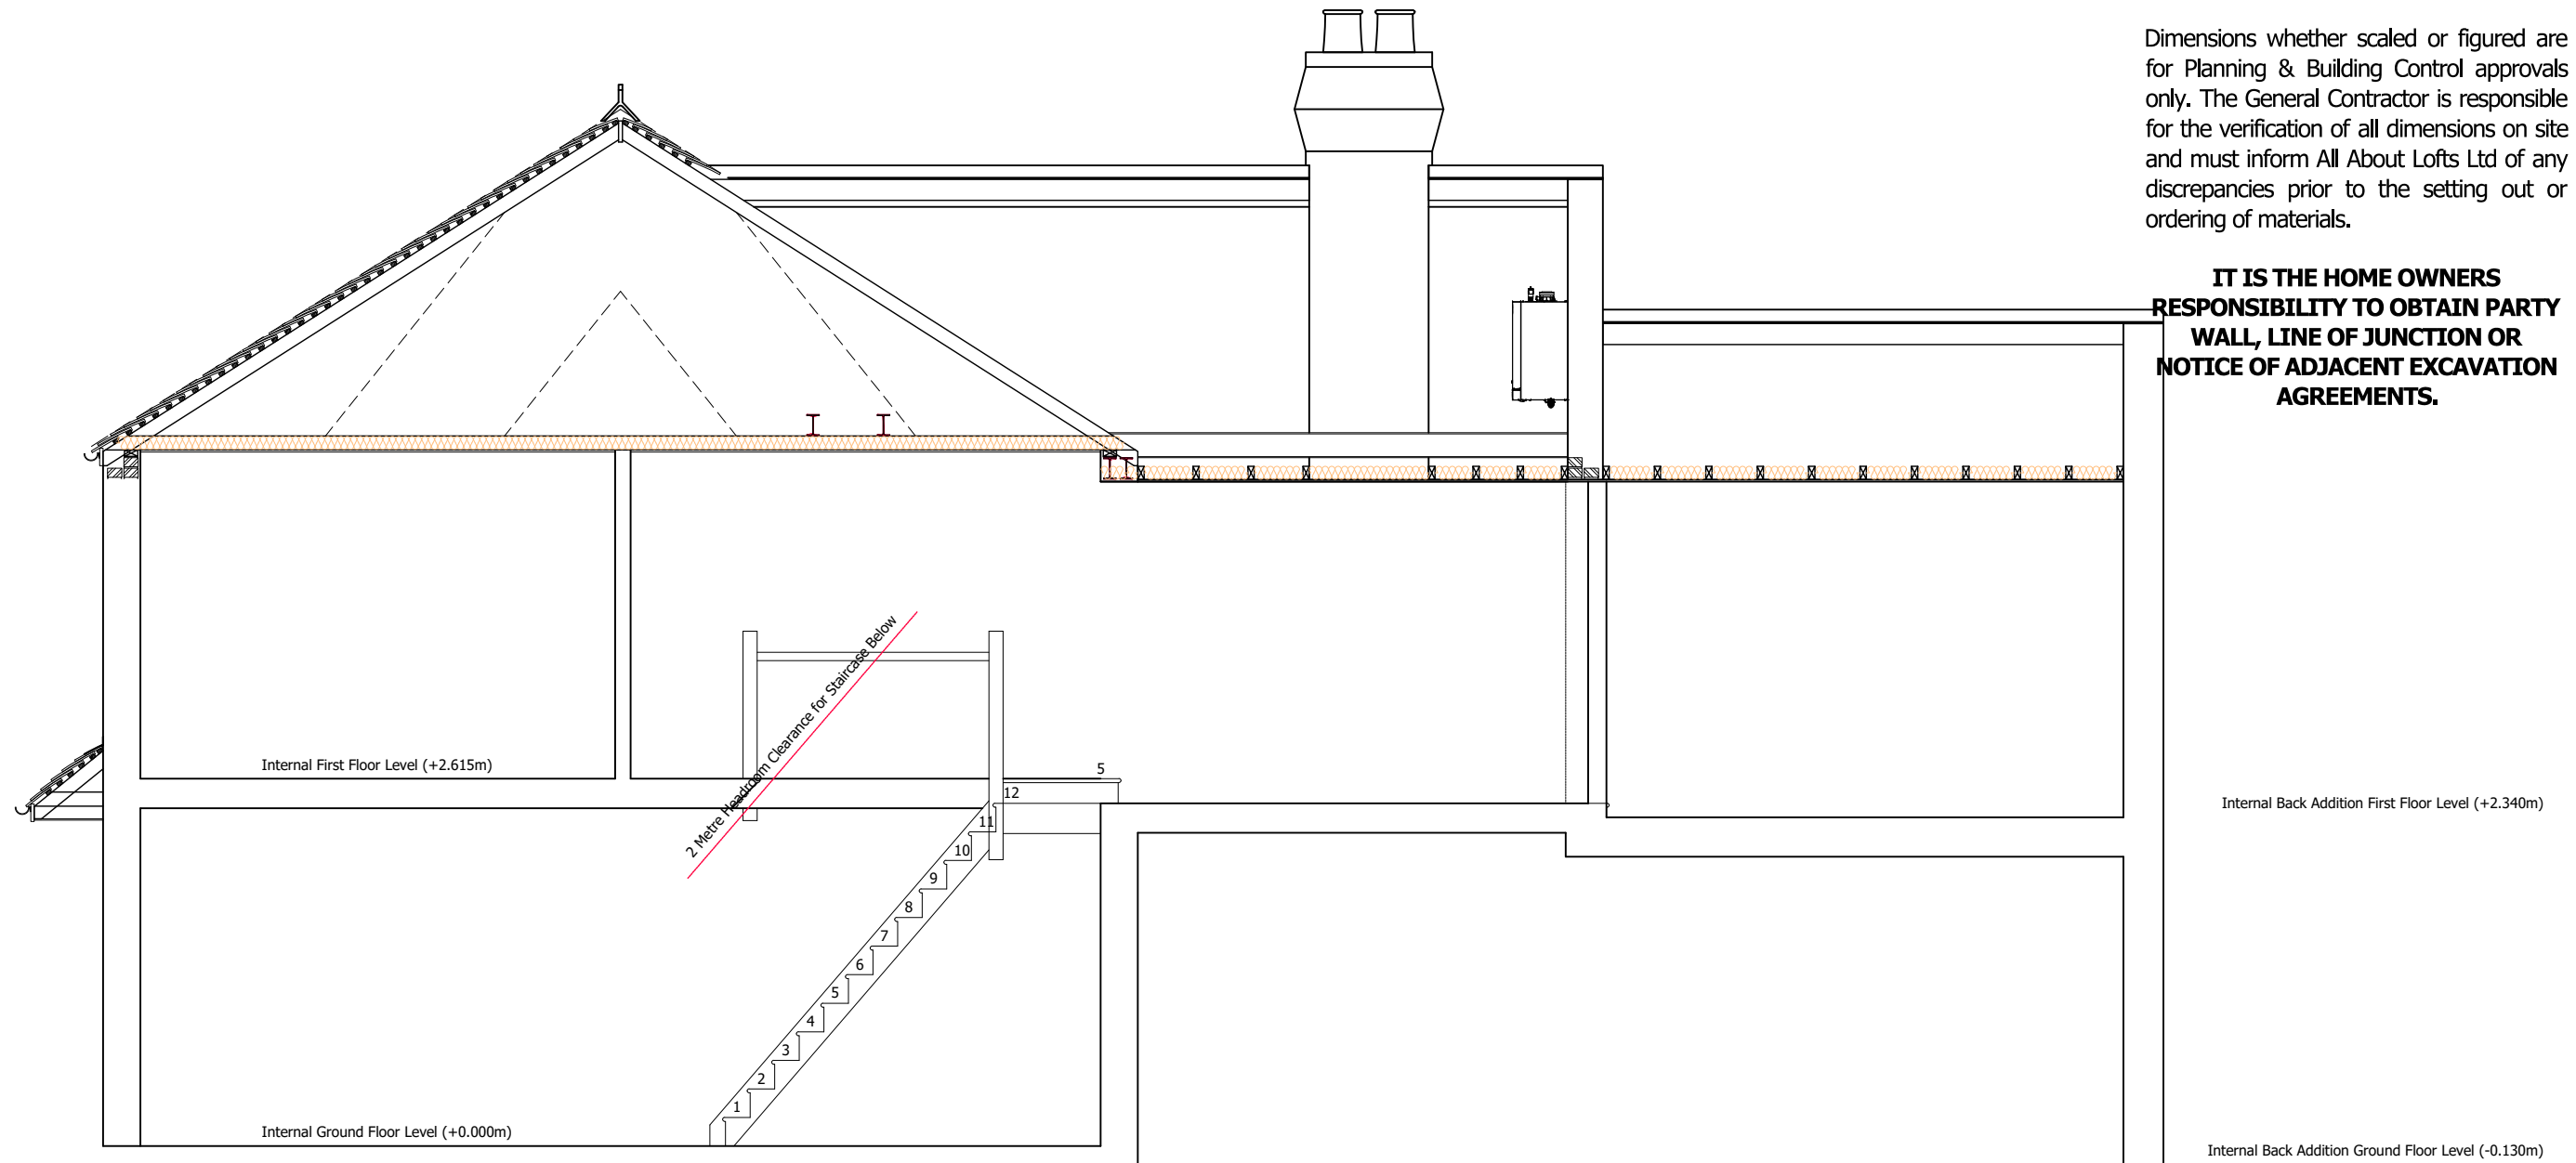 Dimensions whether scaled or figured are
for Planning & Building Control approvals
only. The General Contractor is responsible
for the verification of all dimensions on site
and must inform All About Lofts Ltd of any
discrepancies prior to the setting out or
ordering of materials.
IT IS THE HOME OWNERS
RESPONSIBILITY TO OBTAIN PARTY
WALL, LINE OF JUNCTION OR
NOTICE OF ADJACENT EXCAVATION
AGREEMENTS.
2 Metre Headroom Clearance for Staircase Below
Internal First Floor Level (+2.615m)
5
12
11
10
9
8
7
6
5
4
3
2
1
Internal Back Addition First Floor Level (+2.340m)
Internal Ground Floor Level (+0.000m)
Internal Back Addition Ground Floor Level (-0.130m)